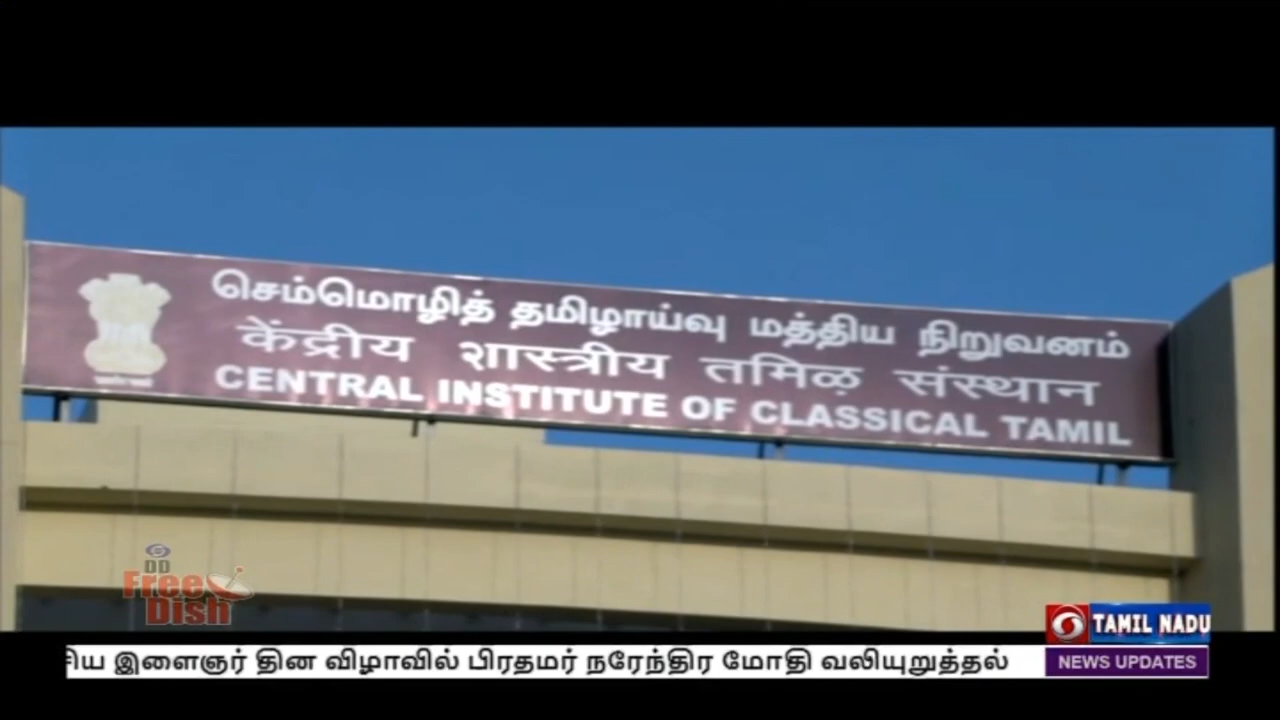 செம்மொழித் தமிழாய்வு மத்திய நிறுவனம்
केंद्रीय शास्त्रीय तमिऴ संस्थान
CENTRAL INSTITUTE OF CLASSICAL TAMIL
DD
Free
Dish
TAMIL NADU
இளைஞர் தின விழாவில் பிரதமர் நரேந்திர மோதி வலியுறுத்தல்
NEWS UPDATES